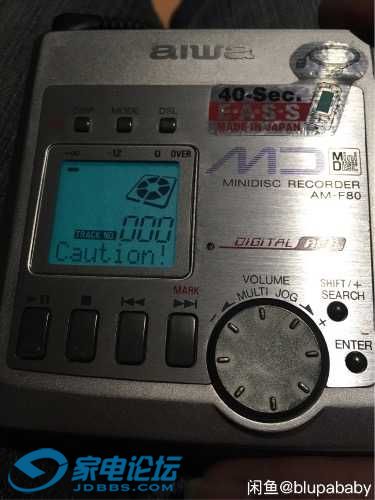 aiwa
40-Sec.
E·A·S·S
MADE IN JAPAN
DISP MODE DSL
-∞ -12 0 OVER
MD
Mini Disc
MINIDISC RECORDER
AM-F80
TRACK NO 000
Caution!
DIGITAL
MARK
VOLUME
MULTI JOG
- +
SHIFT/+
SEARCH
-
ENTER
家电论坛
JDBBS.COM
闲鱼@blupababy